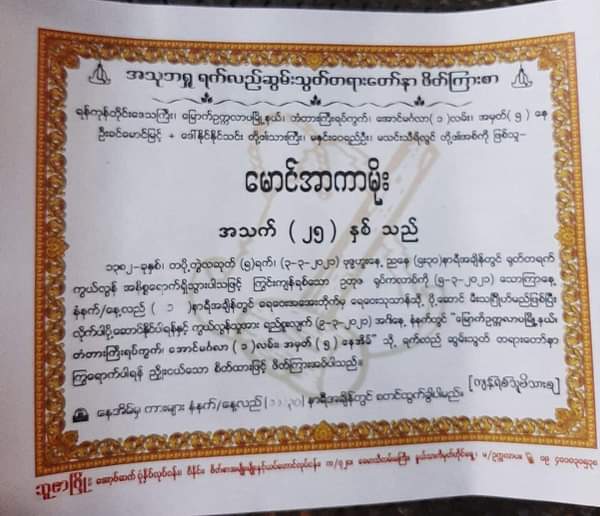 အသုဘရှု ရက်လည်ဆွမ်းသွတ်တရားတော်နာ ဖိတ်ကြားစာ
ရန်ကုန်တိုင်းဒေသကြီး၊ မြောက်ဥက္ကလာပမြို့နယ်၊ တံတားကြီးရပ်ကွက်၊ အောင်မင်္ဂလာ(၁)လမ်း၊ အမှတ်(၅)နေ
ဦးခင်မောင်မြင့် + ဒေါ်နိုင်နိုင်သင်း တို့၏သားကြီး၊ မနှင်းဝေရည်ဦး၊ မသင်းသီရိလွင် တို့၏အစ်ကို ဖြစ်သူ-
မောင်အာကာမိုး
အသက် ( ၂၅ ) နှစ် သည်
၁၃၈၂-ခုနှစ်၊ တပို့တွဲလဆုတ် (၅)ရက်၊ (၃-၃-၂၀၂၁) ဗုဒ္ဓဟူးနေ့ ညနေ (၄:၃၀)နာရီအချိန်တွင် ရုတ်တရက်
ကွယ်လွန် အနိစ္စရောက်ရှိသွားပါသဖြင့် ကြွင်းကျန်ရစ်သော ဥတုဇ ရုပ်ကလာပ်ကို (၅-၃-၂၀၂၁) သောကြာနေ့
နံနက်/နေ့လည် ( ၁ )နာရီအချိန်တွင် ရေဝေးအအေးတိုက်မှ ရေဝေးသုသာန်သို့ ပို့ဆောင် မီးသင်္ဂြိုဟ်မည်ဖြစ်ပြီး
လိုက်ပါပို့ဆောင်နိုင်ပါရန်နှင့် ကွယ်လွန်သူအား ရည်စူးလျက် (၉-၃-၂၀၂၁) အင်္ဂါနေ့ နံနက်တွင် "မြောက်ဥက္ကလာပမြို့နယ်၊
တံတားကြီးရပ်ကွက်၊ အောင်မင်္ဂလာ (၁)လမ်း၊ အမှတ် ( ၅ ) နေအိမ်" သို့ ရက်လည် ဆွမ်းသွတ် တရားတော်နာ
ကြွရောက်ပါရန် ညှိုးငယ်သော စိတ်ထားဖြင့် ဖိတ်ကြားအပ်ပါသည်။
(ကျန်ရစ်သူမိသားစု)
နေအိမ်မှ ကားများ နံနက်/နေ့လည် (၁၁:၃၀) နာရီအချိန်တွင် စတင်ထွက်ခွါပါမည်။